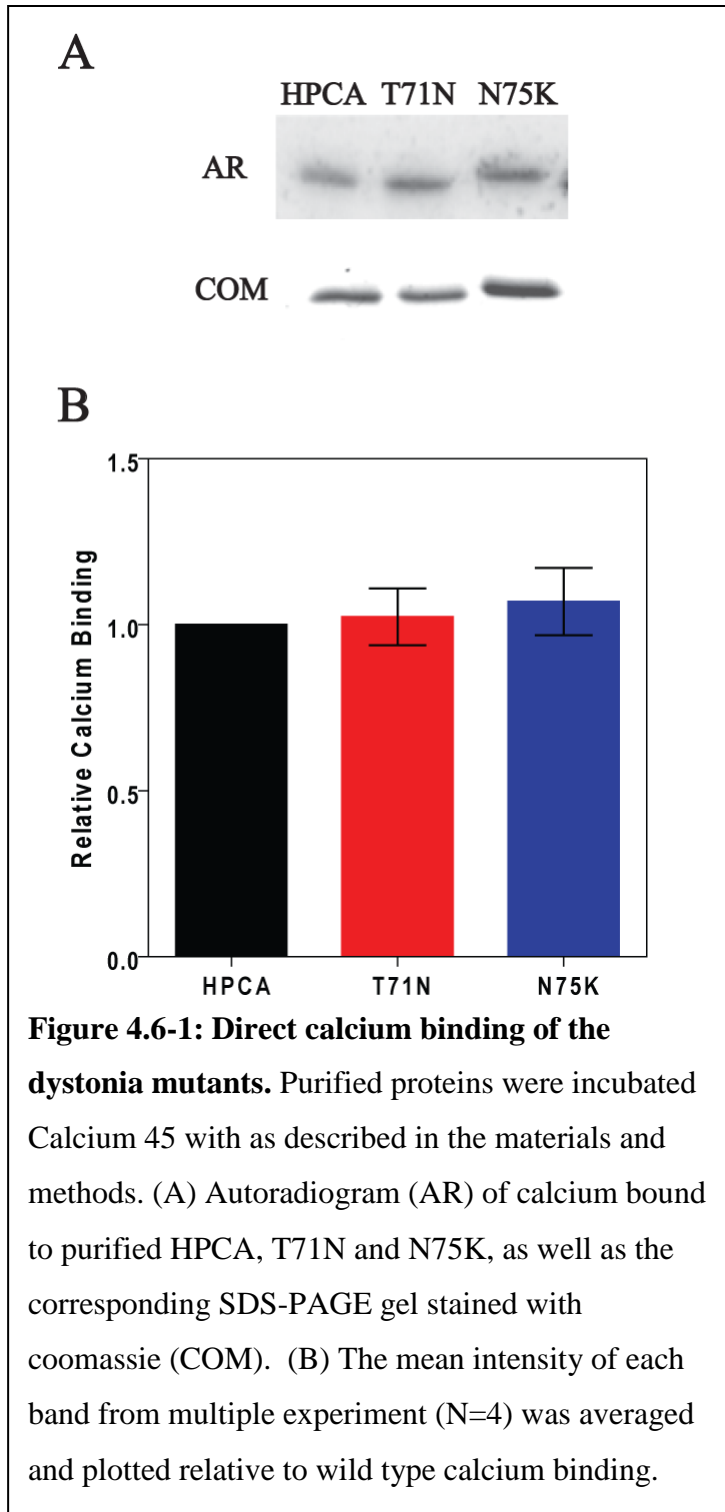 A
HPCA T71N N75K
AR
COM
B
Relative Calcium Binding
1.5
1.0
0.5
0.0
HPCA T71N N75K
Figure 4.6-1: Direct calcium binding of the
dystonia mutants. Purified proteins were incubated
Calcium 45 with as described in the materials and
methods. (A) Autoradiogram (AR) of calcium bound
to purified HPCA, T71N and N75K, as well as the
corresponding SDS-PAGE gel stained with
coomassie (COM). (B) The mean intensity of each
band from multiple experiment (N=4) was averaged
and plotted relative to wild type calcium binding.